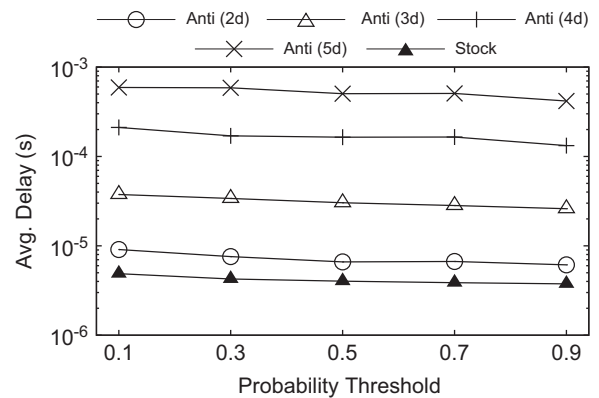 Anti (2d) Anti (3d) Anti (4d)
Anti (5d) Stock
10-3
10-4
10-5
10-6
Avg. Delay (s)
0.1 0.3 0.5 0.7 0.9
Probability Threshold